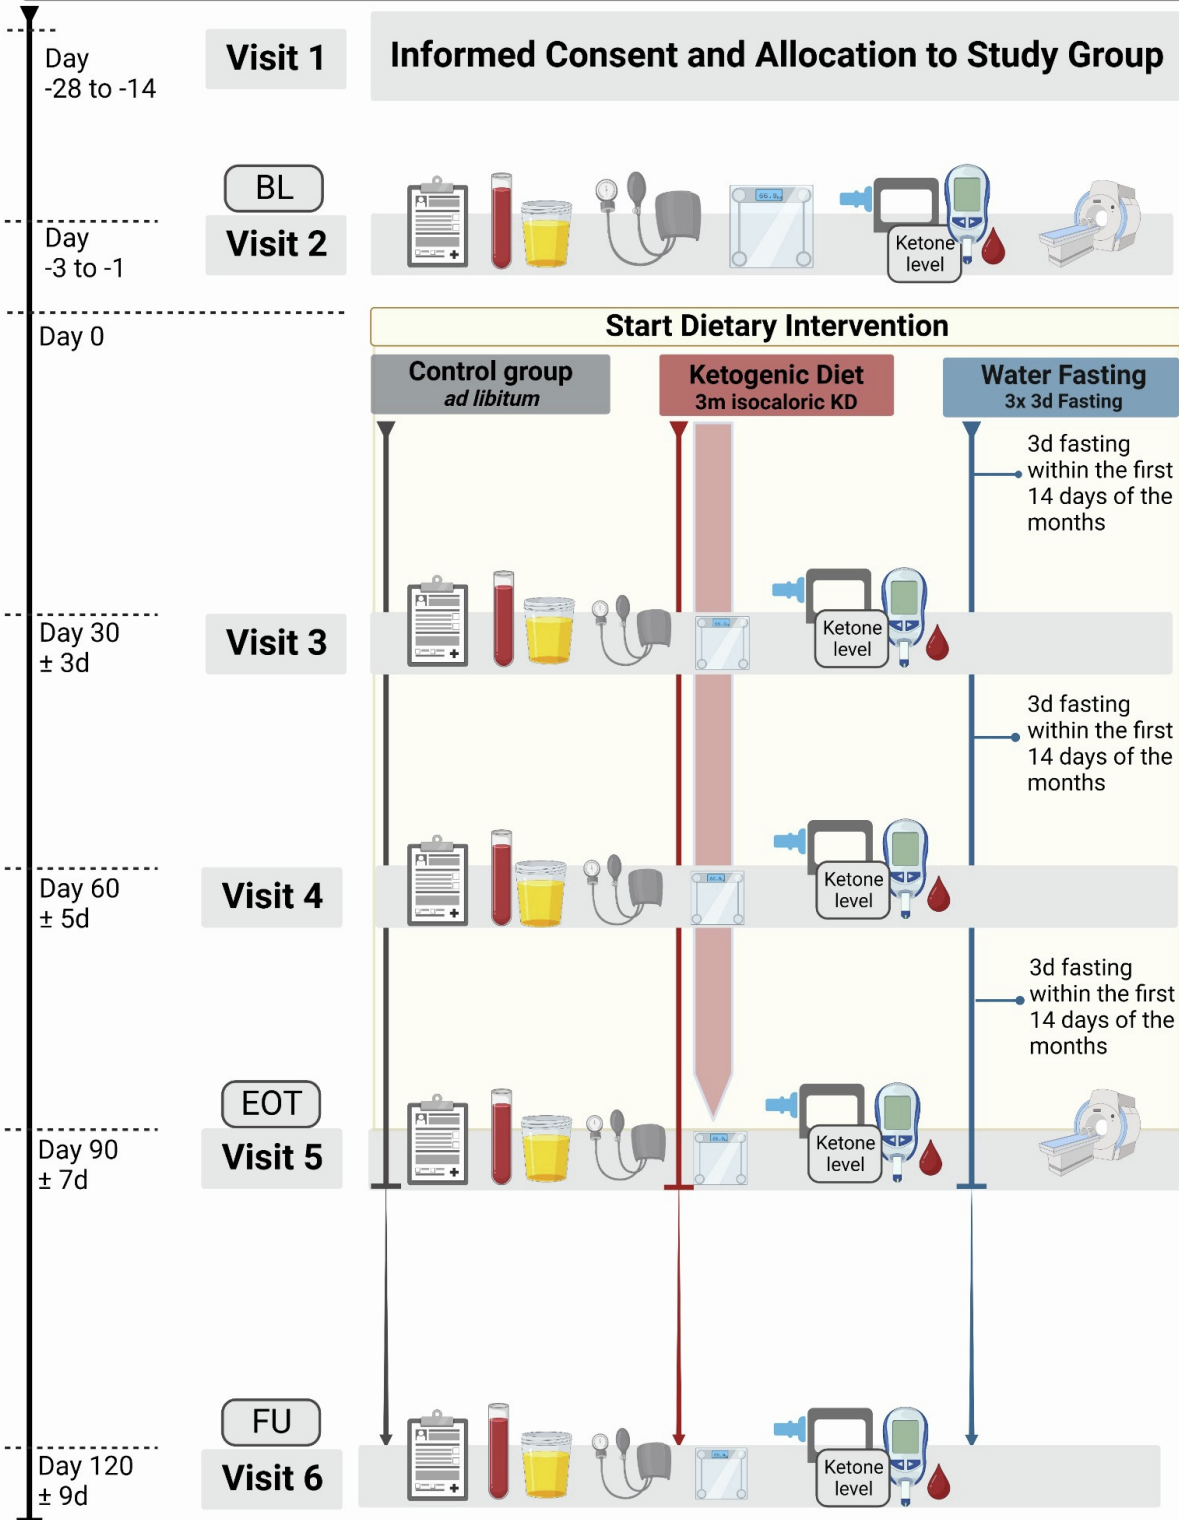 Day
-28 to -14
Visit 1
Informed Consent and Allocation to Study Group
BL
Day
-3 to -1
Visit 2
Ketone
level
Day 0
Start Dietary Intervention
Control group
ad libitum
Ketogenic Diet
3m isocaloric KD
Water Fasting
3x 3d Fasting
3d fasting
within the first
14 days of the
months
Day 30
± 3d
Visit 3
Ketone
level
3d fasting
within the first
14 days of the
months
Day 60
± 5d
Visit 4
Ketone
level
3d fasting
within the first
14 days of the
months
EOT
Day 90
± 7d
Visit 5
Ketone
level
FU
Day 120
± 9d
Visit 6
Ketone
level